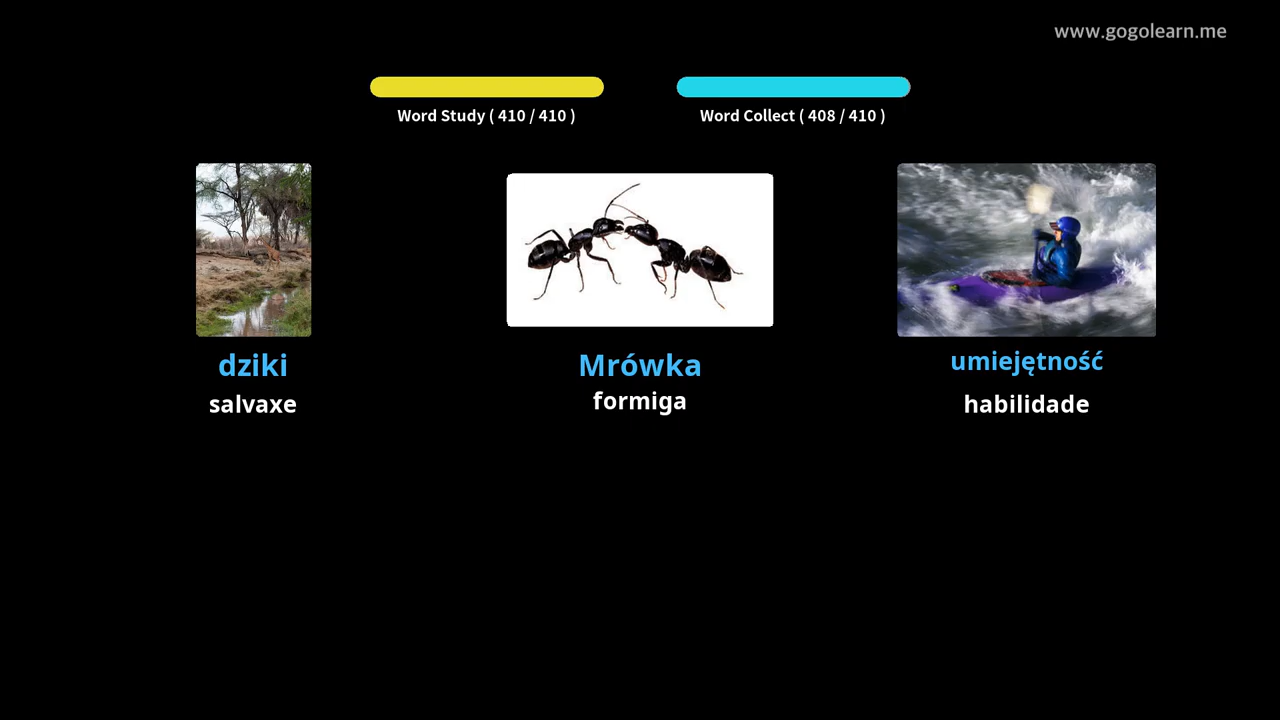 www.gogolearn.me
Word Study ( 410 / 410 )
Word Collect ( 408 / 410 )
dziki
Mrówka
umiejętność
salvaxe
formiga
habilidade